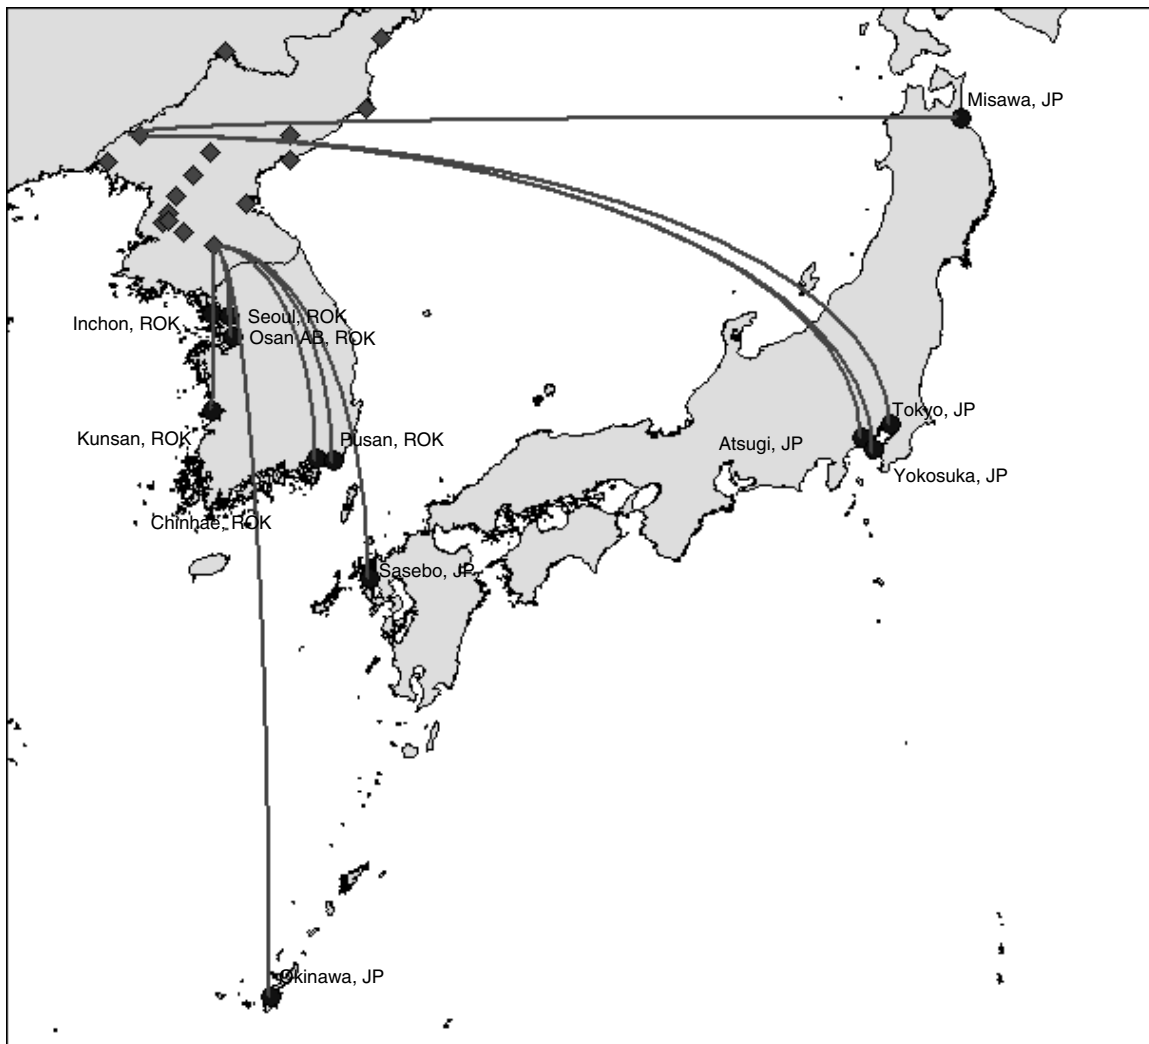 Misawa, JP
Inchon, ROK
Seoul, ROK
Osan AB, ROK
Kunsan, ROK
Pusan, ROK
Tokyo, JP
Atsugi, JP
Yokosuka, JP
Chinhae, ROK
Sasebo, JP
Okinawa, JP